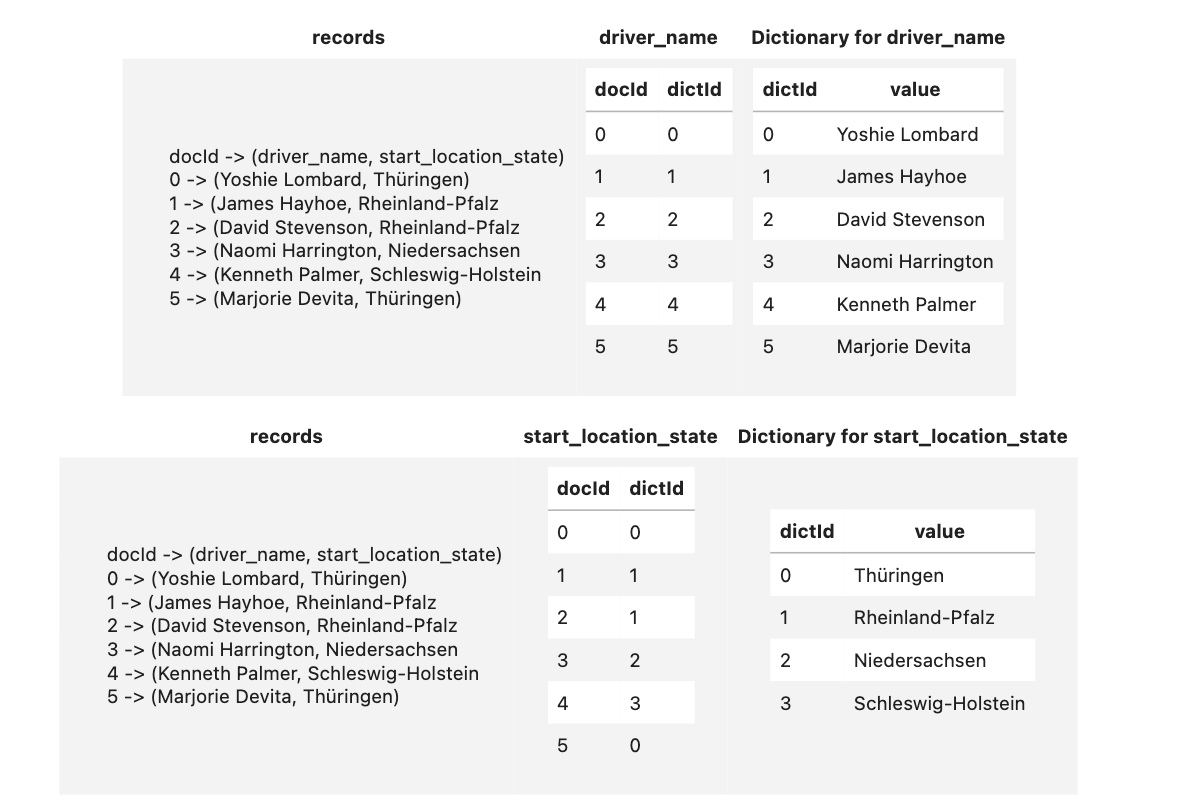 records driver_name Dictionary for driver_name
docId dictId dictId value
0 0 0 Yoshie Lombard
docId -> (driver_name, start_location_state)
0 -> (Yoshie Lombard, Thüringen)
1 1 1 James Hayhoe
1 -> (James Hayhoe, Rheinland-Pfalz
2 -> (David Stevenson, Rheinland-Pfalz
2 2 2 David Stevenson
3 -> (Naomi Harrington, Niedersachsen
3 3 3 Naomi Harrington
4 -> (Kenneth Palmer, Schleswig-Holstein
5 -> (Marjorie Devita, Thüringen)
4 4 4 Kenneth Palmer
5 5 5 Marjorie Devita
records start_location_state Dictionary for start_location_state
docId dictId
dictId value
0 0
docId -> (driver_name, start_location_state)
0 -> (Yoshie Lombard, Thüringen)
1 1 0 Thüringen
1 -> (James Hayhoe, Rheinland-Pfalz
2 1 1 Rheinland-Pfalz
2 -> (David Stevenson, Rheinland-Pfalz
3 -> (Naomi Harrington, Niedersachsen
3 2 2 Niedersachsen
4 -> (Kenneth Palmer, Schleswig-Holstein
5 -> (Marjorie Devita, Thüringen)
4 3 3 Schleswig-Holstein
5 0